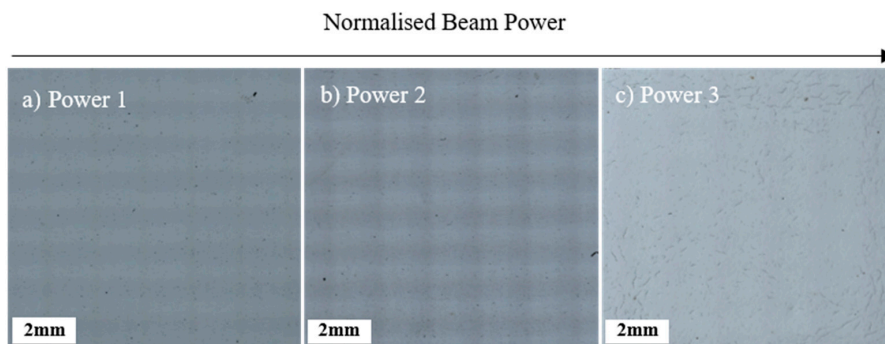 Normalised Beam Power
a) Power 1
b) Power 2
c) Power 3
2mm
2mm
2mm